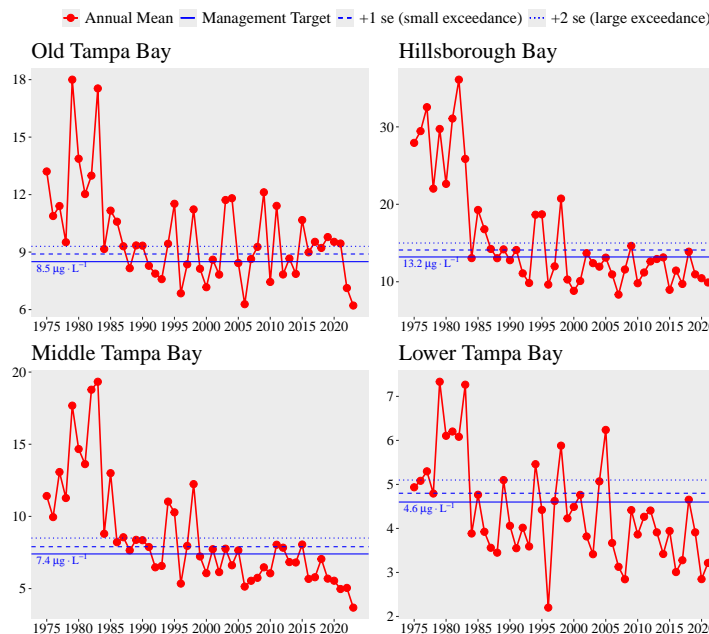 Annual Mean Management Target +1 se (small exceedance) +2 se (large exceedance)
Old Tampa Bay
18
15
12
9
6
8.5 µg · L⁻¹
1975 1980 1985 1990 1995 2000 2005 2010 2015 2020
Hillsborough Bay
30
20
10
13.2 µg · L⁻¹
1975 1980 1985 1990 1995 2000 2005 2010 2015 2020
Middle Tampa Bay
20
15
10
5
7.4 µg · L⁻¹
1975 1980 1985 1990 1995 2000 2005 2010 2015 2020
Lower Tampa Bay
7
6
5
4
3
2
4.6 µg · L⁻¹
1975 1980 1985 1990 1995 2000 2005 2010 2015 2020